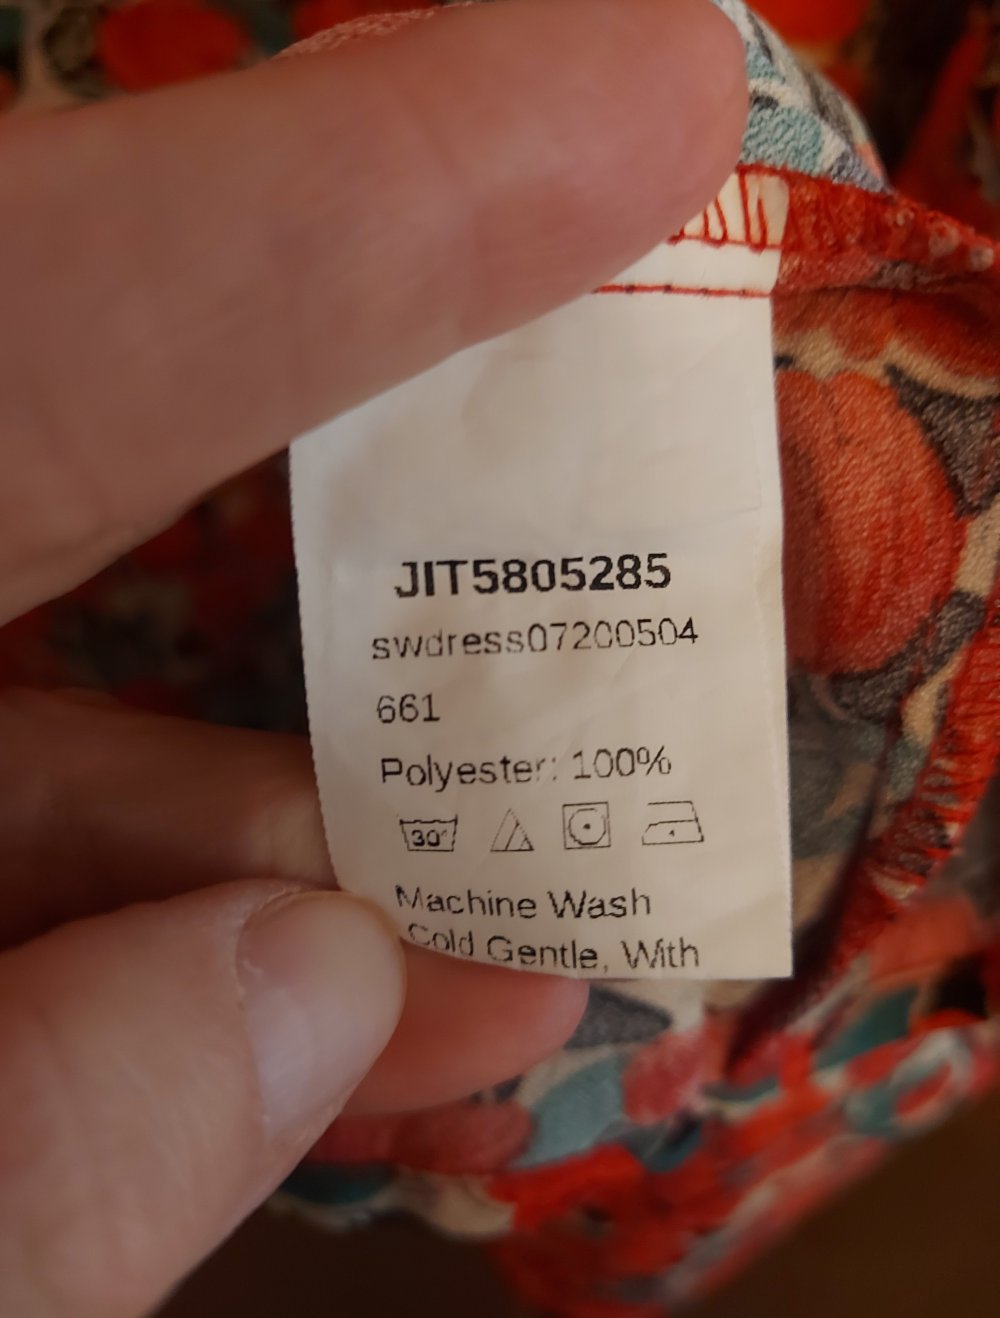 JIT5805285
swdress07200504
661
Polyester: 100%
30°
Machine Wash
Cold Gentle, With